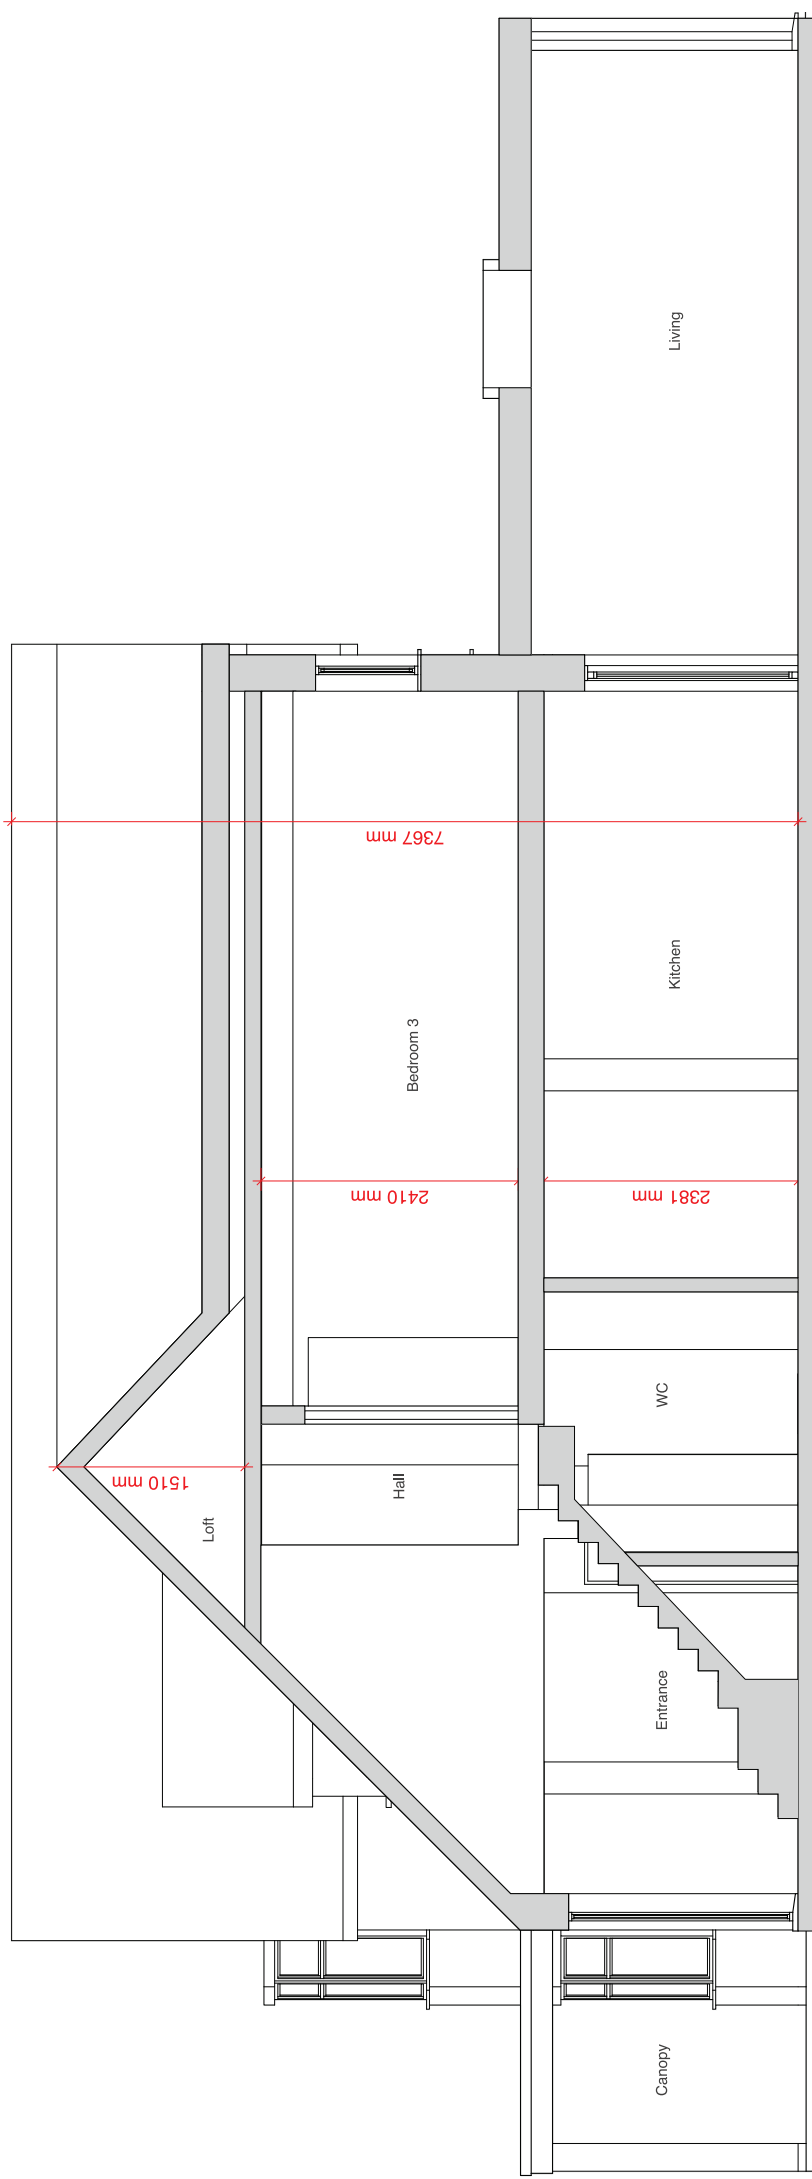 Loft
1510 mm
Hall
Bedroom 3
2410 mm
7367 mm
Canopy
Entrance
WC
2381 mm
Kitchen
Living